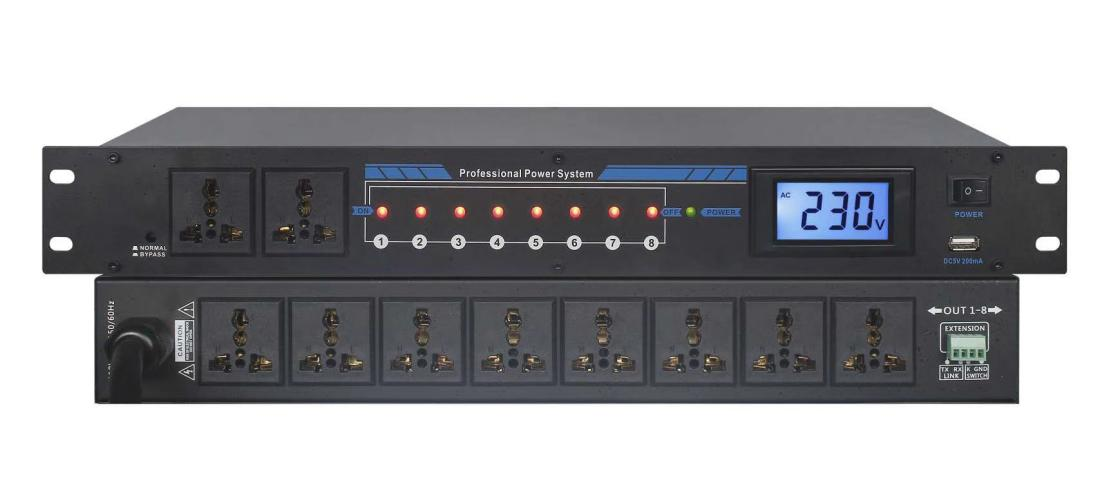 Professional Power System
ON
OFF
POWER
1 2 3 4 5 6 7 8
AC
230 V
POWER
DC5V 200mA
NORMAL
BYPASS
50/60Hz
CAUTION
OUT 1-8
EXTENSION
TX RX K GND
LINK SWITCH